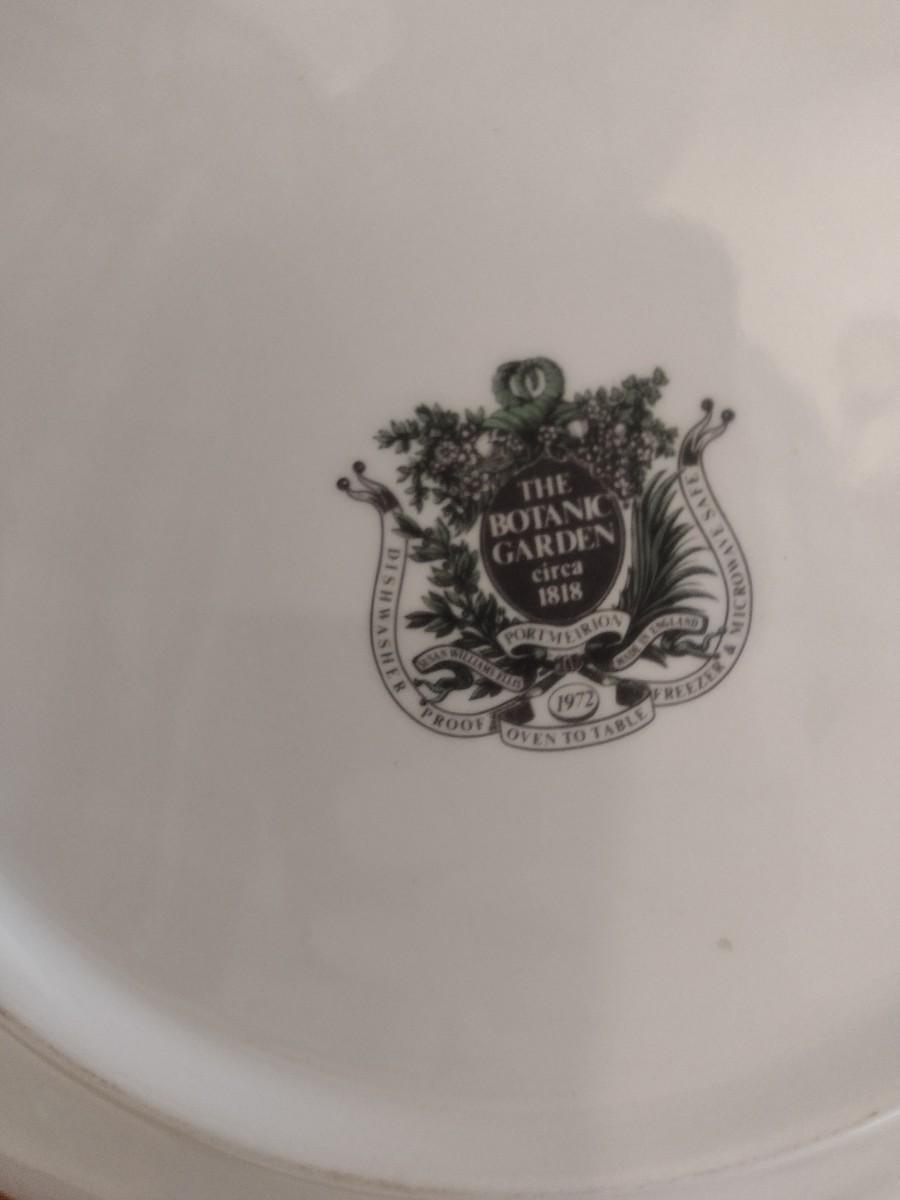 THE
BOTANIC
GARDEN
circa
1818
PORTMEIRION
SUSAN WILLIAMS-ELLIS
MADE IN ENGLAND
1972
DISHWASHER PROOF
OVEN TO TABLE
FREEZER & MICROWAVE SAFE